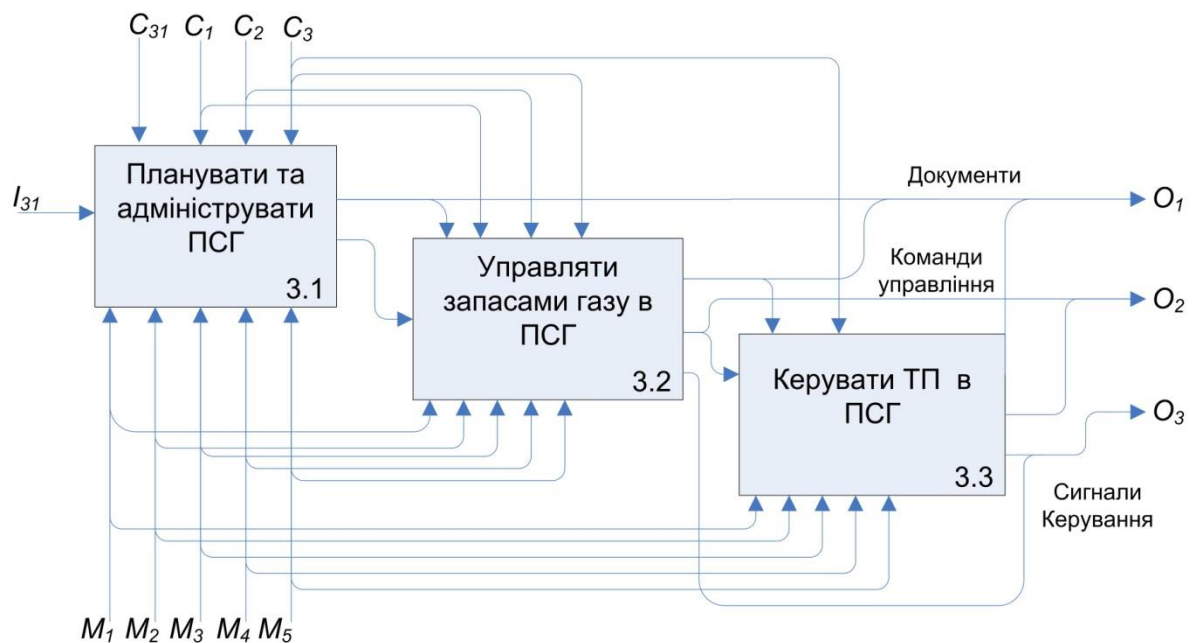 C31 C1 C2 C3
Планувати та
адмініструвати
ПСГ
3.1
I31
Документи
O1
Управляти
запасами газу в
ПСГ
3.2
Команди
управління
O2
Керувати ТП в
ПСГ
3.3
O3
Сигнали
Керування
M1 M2 M3 M4 M5